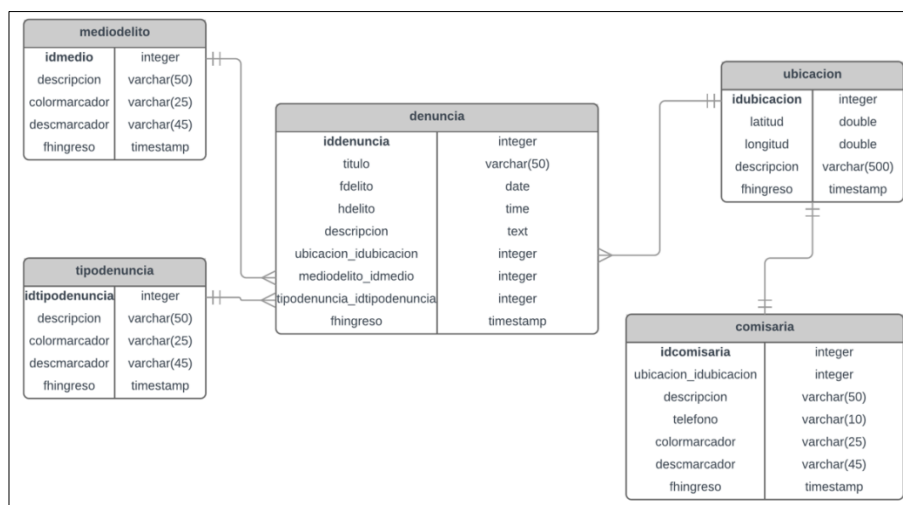 mediodelito
idmedio integer
descripcion varchar(50)
colormarcador varchar(25)
descmarcador varchar(45)
fhingreso timestamp
tipodenuncia
idtipodenuncia integer
descripcion varchar(50)
colormarcador varchar(25)
descmarcador varchar(45)
fhingreso timestamp
denuncia
iddenuncia integer
titulo varchar(50)
fdelito date
hdelito time
descripcion text
ubicacion_idubicacion integer
mediodelito_idmedio integer
tipodenuncia_idtipodenuncia integer
fhingreso timestamp
ubicacion
idubicacion integer
latitud double
longitud double
descripcion varchar(500)
fhingreso timestamp
comisaria
idcomisaria integer
ubicacion_idubicacion integer
descripcion varchar(50)
telefono varchar(10)
colormarcador varchar(25)
descmarcador varchar(45)
fhingreso timestamp